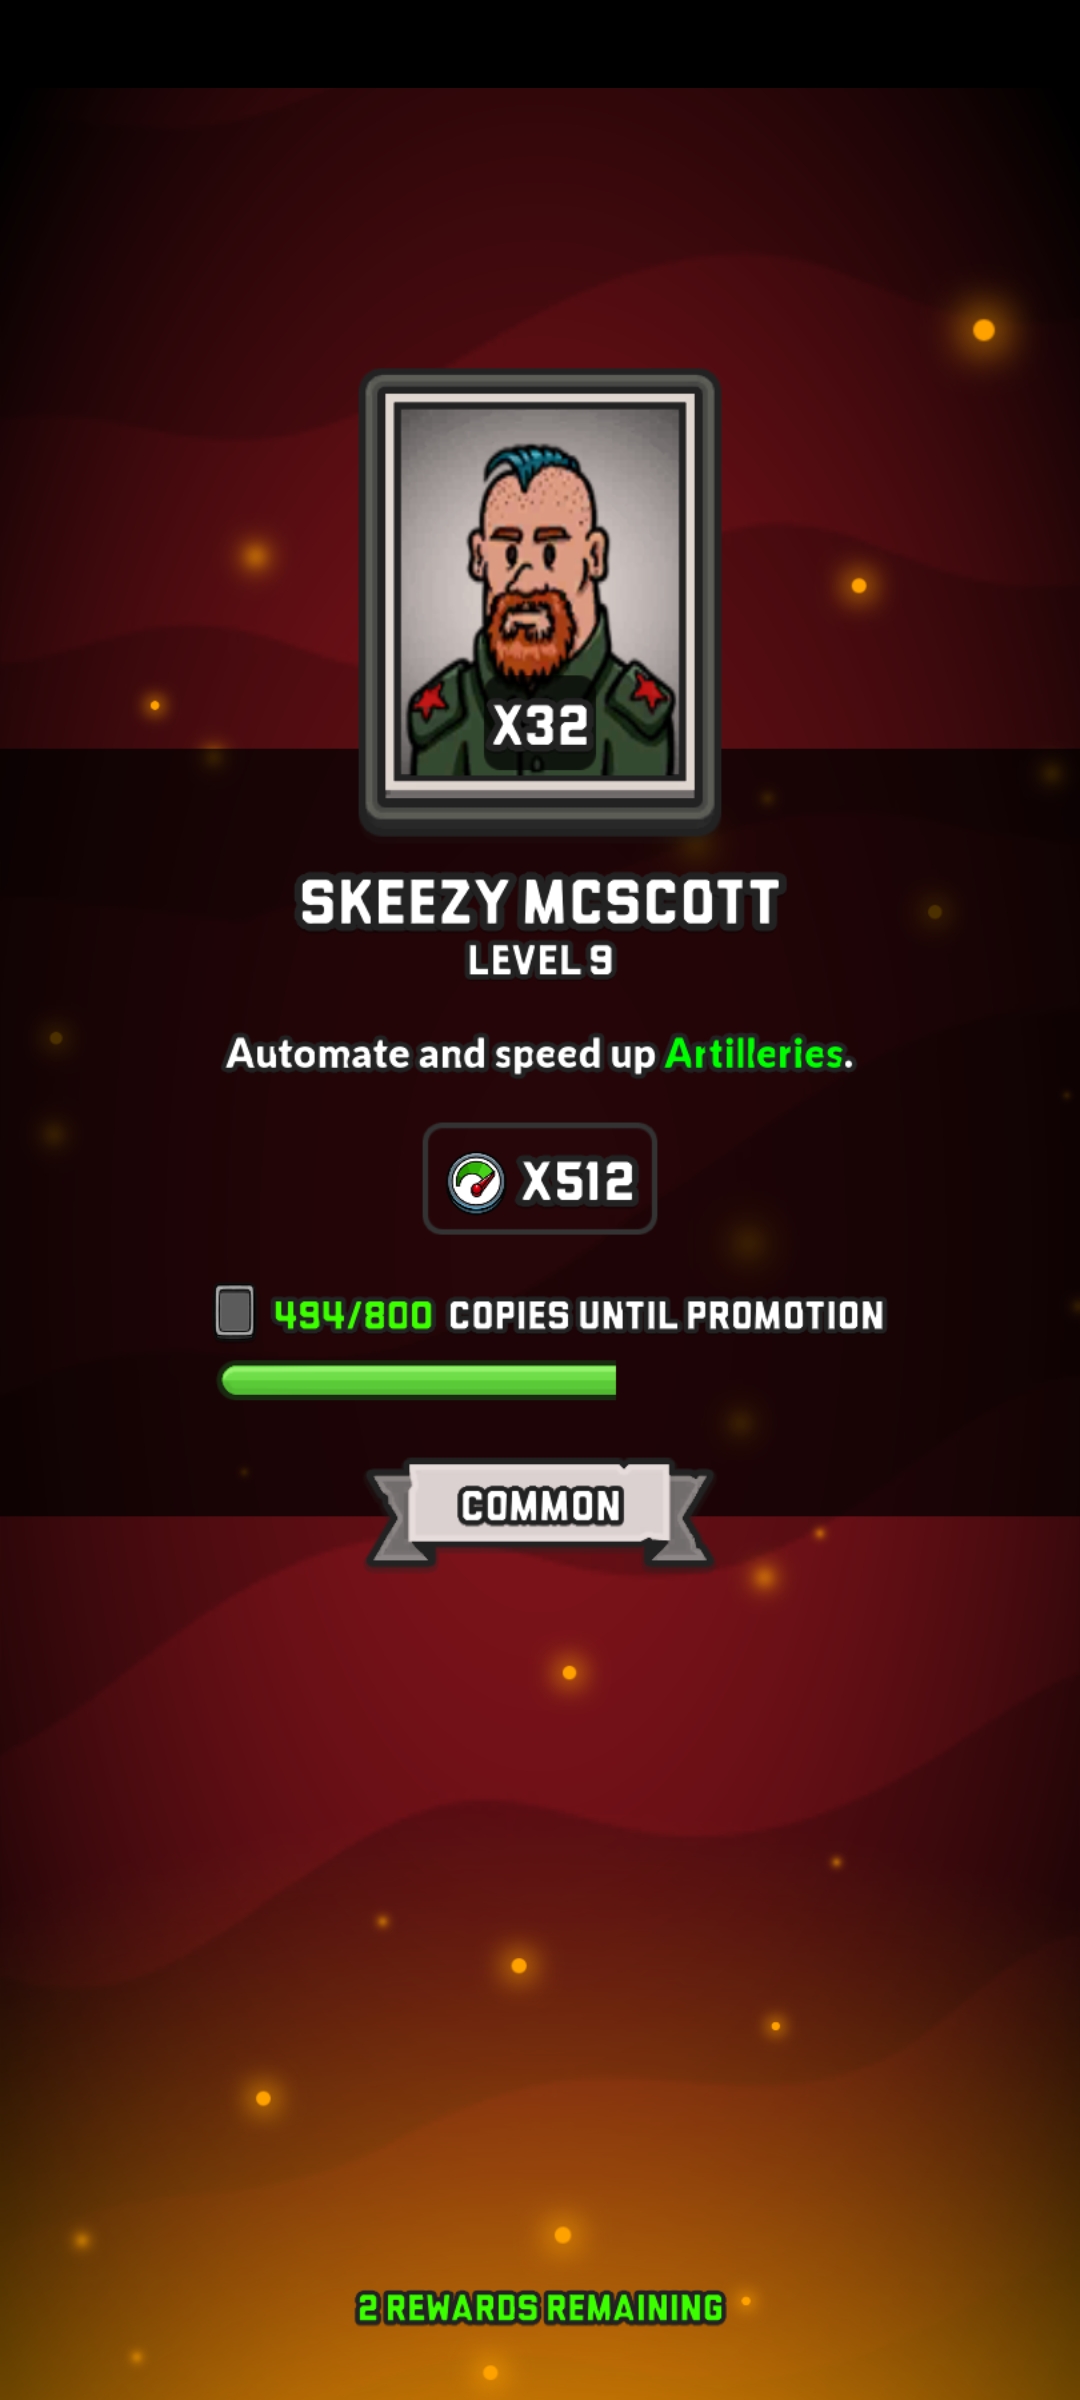 X32
SKEEZY MCSCOTT
LEVEL 9
Automate and speed up Artilleries.
X512
494/800 COPIES UNTIL PROMOTION
COMMON
2 REWARDS REMAINING